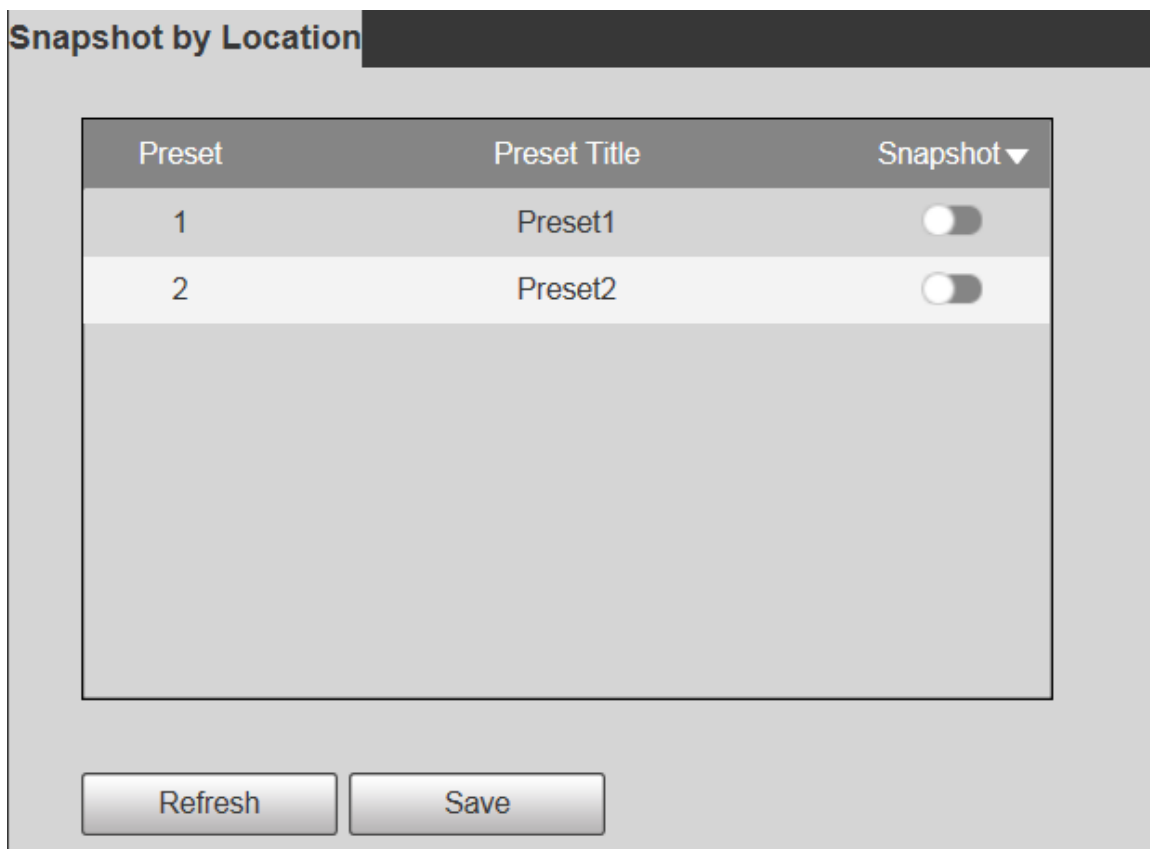 Snapshot by Location
Preset Preset Title Snapshot
1 Preset1
2 Preset2
Refresh Save